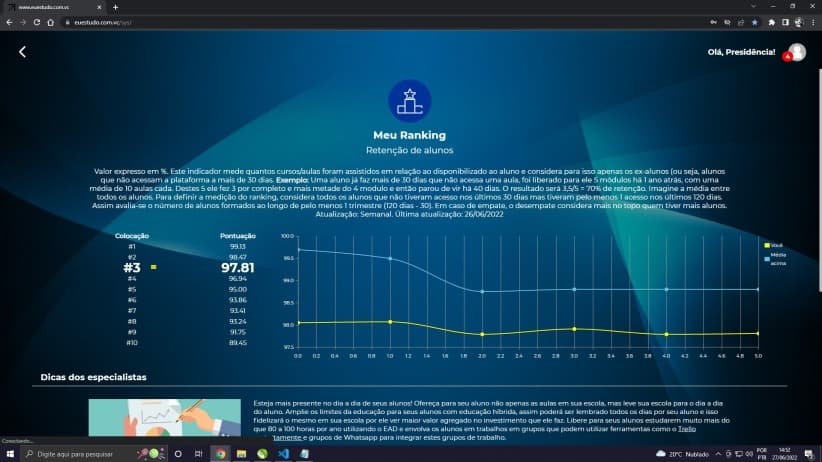 www.euestudo.com.vc
euestudo.com.vc/sys/
Olá, Presidência!
4
Meu Ranking
Retenção de alunos
Valor expresso em %. Este indicador mede quantos cursos/aulas foram assistidos em relação ao disponibilizado ao aluno e considera para isso apenas os ex-alunos (ou seja, alunos
que não acessam a plataforma a mais de 30 dias. Exemplo: Uma aluno já faz mais de 30 dias que não acessa uma aula, foi liberado para ele 5 módulos há 1 ano atrás, com uma
média de 10 aulas cada. Destes 5 ele fez 3 por completo e mais metade do 4 modulo e então parou de vir há 40 dias. O resultado será 3,5/5 = 70% de retenção. Imagine a média entre
todos os alunos. Para definir a medição do ranking, considera todos os alunos que não tiveram acesso nos últimos 30 dias mas tiveram pelo menos 1 acesso nos últimos 120 dias.
Assim avalia-se o número de alunos formados ao longo de pelo menos 1 trimestre (120 dias - 30). Em caso de empate, o desempate considera mais no topo quem tiver mais alunos.
Atualização: Semanal. Última atualização: 26/06/2022
Colocação Pontuação
#1 99.13
#2 98.47
#3 = 97.81
#4 96.94
#5 95.00
#6 93.86
#7 93.41
#8 93.24
#9 91.75
#10 89.45
100.0
99.5
99.0
98.5
98.0
97.5
0.0 0.2 0.4 0.6 0.8 1.0 1.2 1.4 1.6 1.8 2.0 2.2 2.4 2.6 2.8 3.0 3.2 3.4 3.6 3.8 4.0 4.2 4.4 4.6 4.8 5.0
Você
Média
acima
Dicas dos especialistas
Esteja mais presente no dia a dia de seus alunos! Ofereça para seu aluno não apenas as aulas em sua escola, mas leve sua escola para o dia a dia
do aluno. Amplie os limites da educação para seus alunos com educação híbrida, assim poderá ser lembrado todos os dias por seu aluno e isso
fidelizará o mesmo em sua escola por ele ver maior valor agregado no investimento que ele faz. Libere para seus alunos estudarem muito mais do
que 80 a 100 horas por ano utilizando o EAD e envolva os alunos em trabalhos em grupos que podem utilizar ferramentas como o Trello
e grupos de Whatsapp para integrar estes grupos de trabalho.
Conectando...
Digite aqui para pesquisar
20°C Nublado
POR
PTB
14:52
27/06/2022